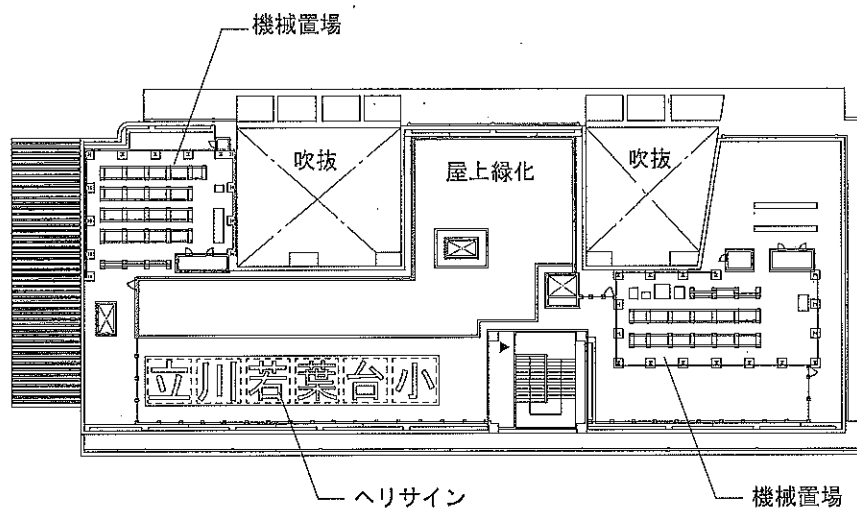 機械置場
吹抜
屋上緑化
吹抜
立川若葉台小
ヘリサイン
機械置場